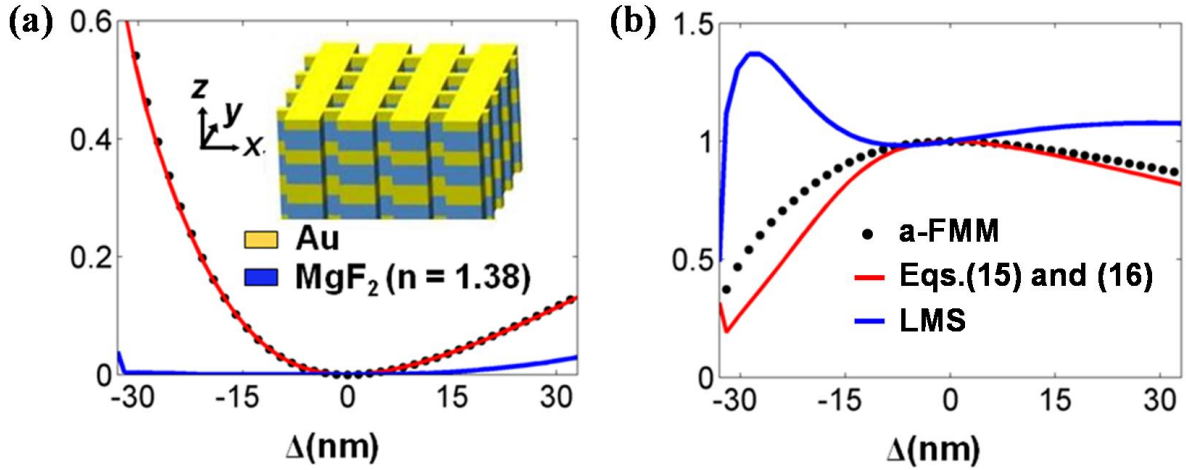 (a)
0.6
0.4
0.2
0
z
y
x
Au
MgF₂ (n = 1.38)
-30 -15 0 15 30
Δ(nm)
(b)
1.5
1
0.5
0
a-FMM
Eqs.(15) and (16)
LMS
-30 -15 0 15 30
Δ(nm)